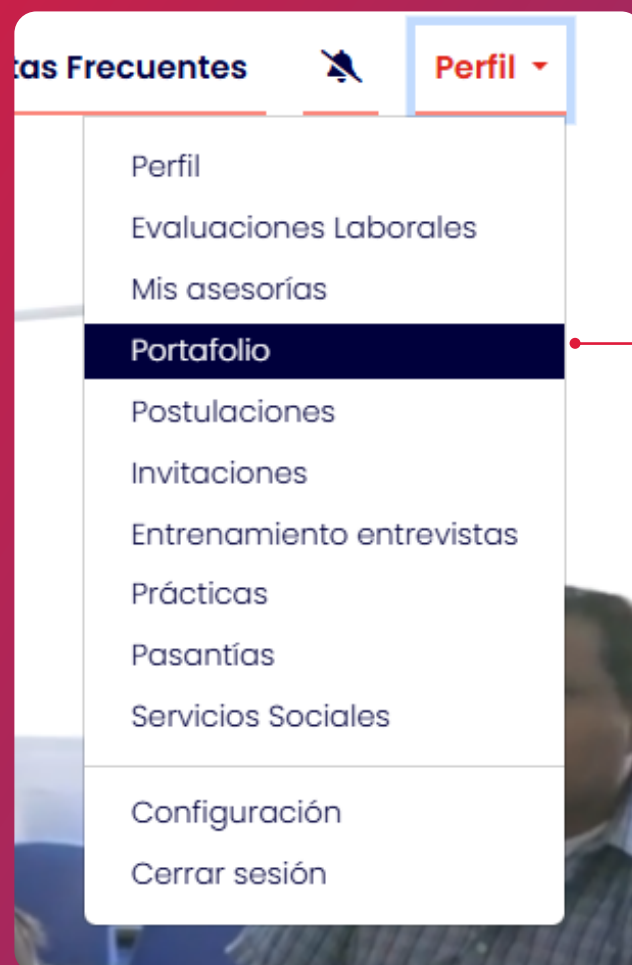 tas Frecuentes
Perfil
Perfil
Evaluaciones Laborales
Mis asesorías
Portafolio
Postulaciones
Invitaciones
Entrenamiento entrevistas
Prácticas
Pasantías
Servicios Sociales
Configuración
Cerrar sesión